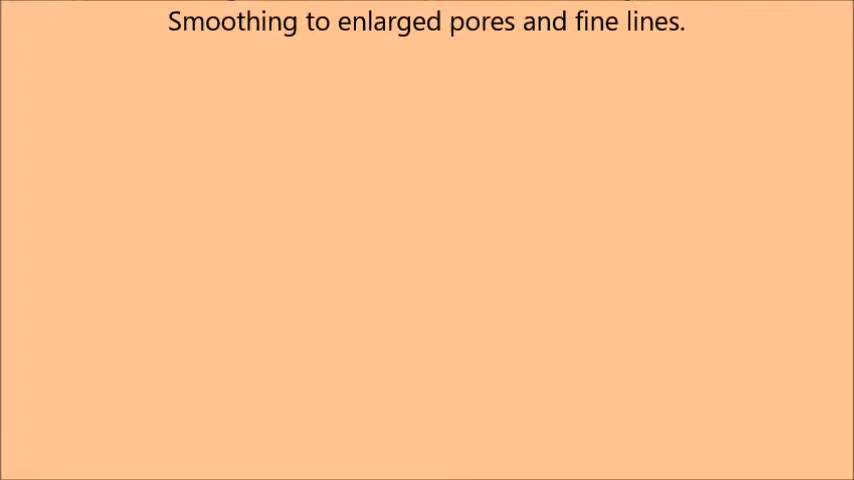 Smoothing to enlarged pores and fine lines.